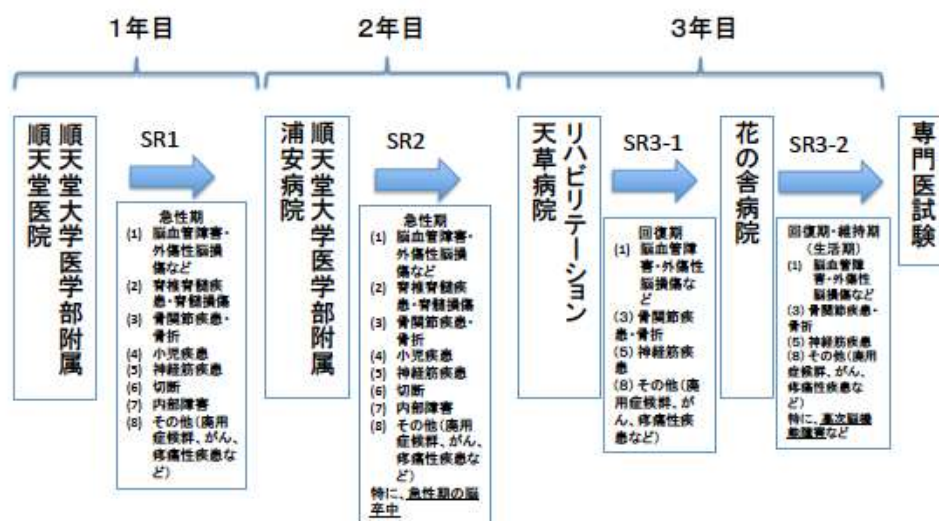 1年目
2年目
3年目
順天堂大学医学部附属
順天堂医院
SR1
急性期
(1) 脳血管障害・
外傷性脳損
傷など
(2) 脊椎脊髄疾
患・脊髄損傷
(3) 骨関節疾患・
骨折
(4) 小児疾患
(5) 神経筋疾患
(6) 切断
(7) 内部障害
(8) その他（廃用
症候群、がん、
疼痛性疾患な
ど）
順天堂大学医学部附属
浦安病院
SR2
急性期
(1) 脳血管障害・
外傷性脳損
傷など
(2) 脊椎脊髄疾
患・脊髄損傷
(3) 骨関節疾患・
骨折
(4) 小児疾患
(5) 神経筋疾患
(6) 切断
(7) 内部障害
(8) その他（廃用
症候群、がん、
疼痛性疾患な
ど）
特に、急性期の脳
卒中
リハビリテーション
天草病院
SR3-1
回復期
(1) 脳血管障
害・外傷性
脳損傷な
ど
(3) 骨関節疾
患・骨折
(5) 神経筋疾
患
(8) その他（廃用
症候群、が
ん、疼痛性疾
患など）
花の舎病院
SR3-2
回復期・維持期
（生活期）
(1) 脳血管障
害・外傷性
脳損傷など
(3) 骨関節疾患・
骨折
(5) 神経筋疾患
(8) その他（廃用
症候群、がん、
疼痛性疾患な
ど）
特に、高次脳機
能障害など
専門医試験